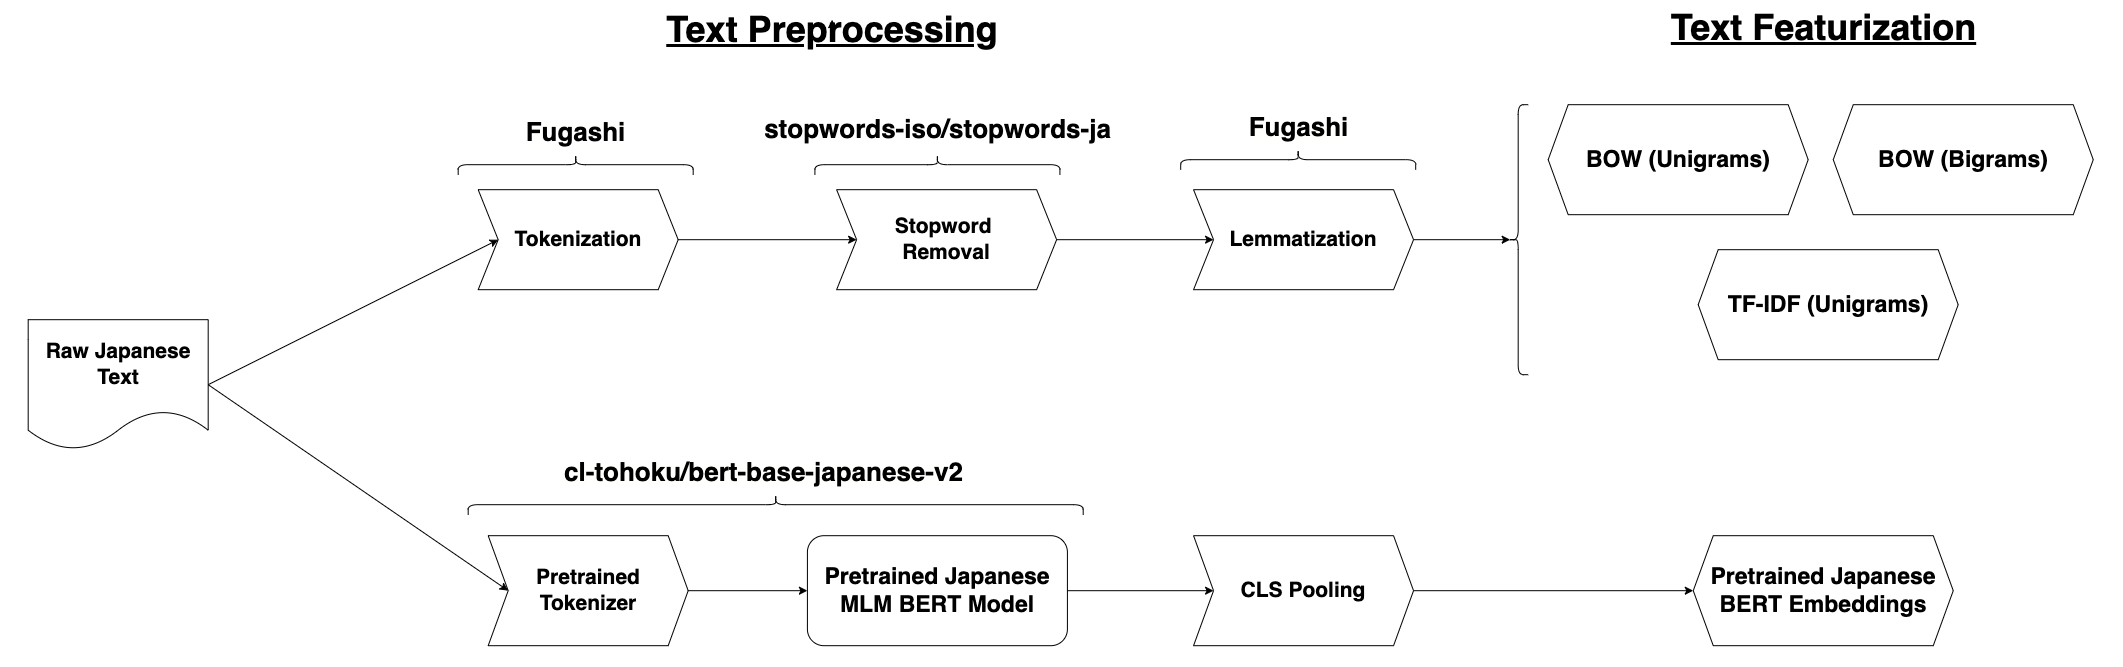 Text Preprocessing
Text Featurization
Fugashi
stopwords-iso/stopwords-ja
Fugashi
BOW (Unigrams)
BOW (Bigrams)
Tokenization
Stopword
Removal
Lemmatization
TF-IDF (Unigrams)
Raw Japanese
Text
cl-tohoku/bert-base-japanese-v2
Pretrained
Tokenizer
Pretrained Japanese
MLM BERT Model
CLS Pooling
Pretrained Japanese
BERT Embeddings